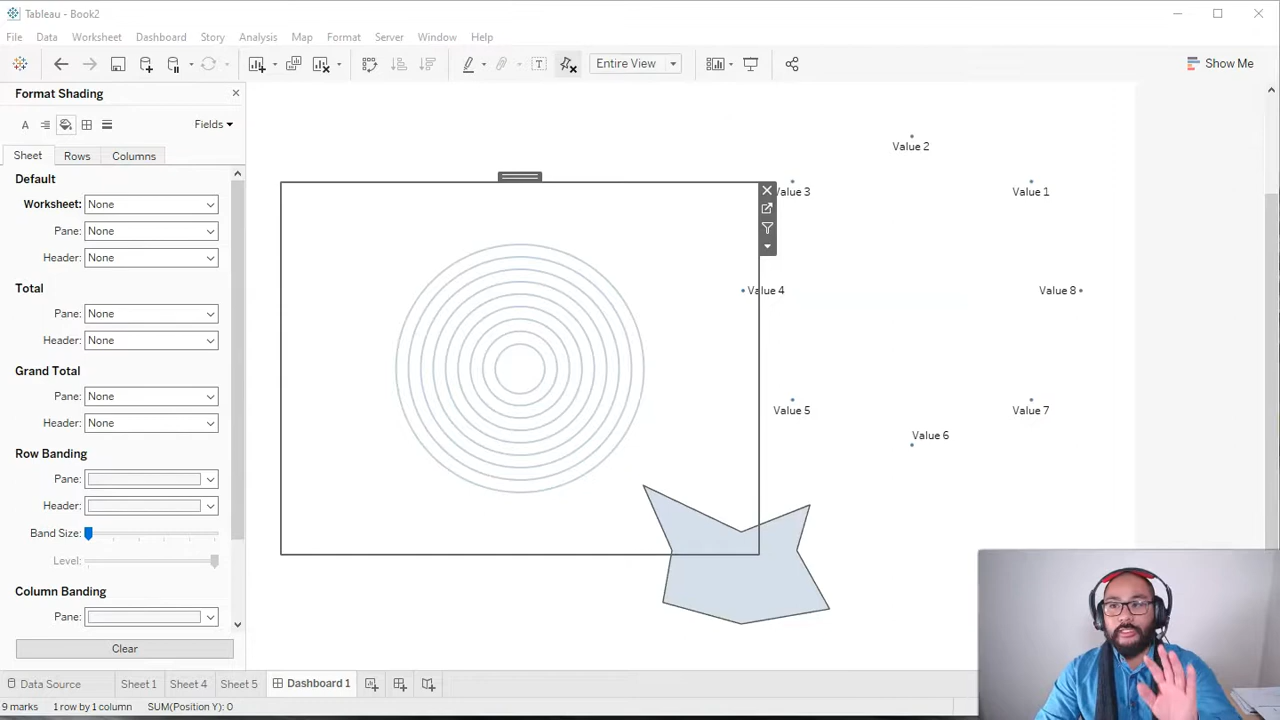 Tableau - Book2
File Data Worksheet Dashboard Story Analysis Map Format Server Window Help
Entire View
Show Me
Format Shading
Fields
Sheet Rows Columns
Default
Worksheet: None
Pane: None
Header: None
Total
Pane: None
Header: None
Grand Total
Pane: None
Header: None
Row Banding
Pane:
Header:
Band Size:
Level:
Column Banding
Pane:
Clear
Value 2
Value 3
Value 1
Value 4
Value 8
Value 5
Value 7
Value 6
Data Source Sheet 1 Sheet 4 Sheet 5 Dashboard 1
9 marks 1 row by 1 column SUM(Position Y): 0